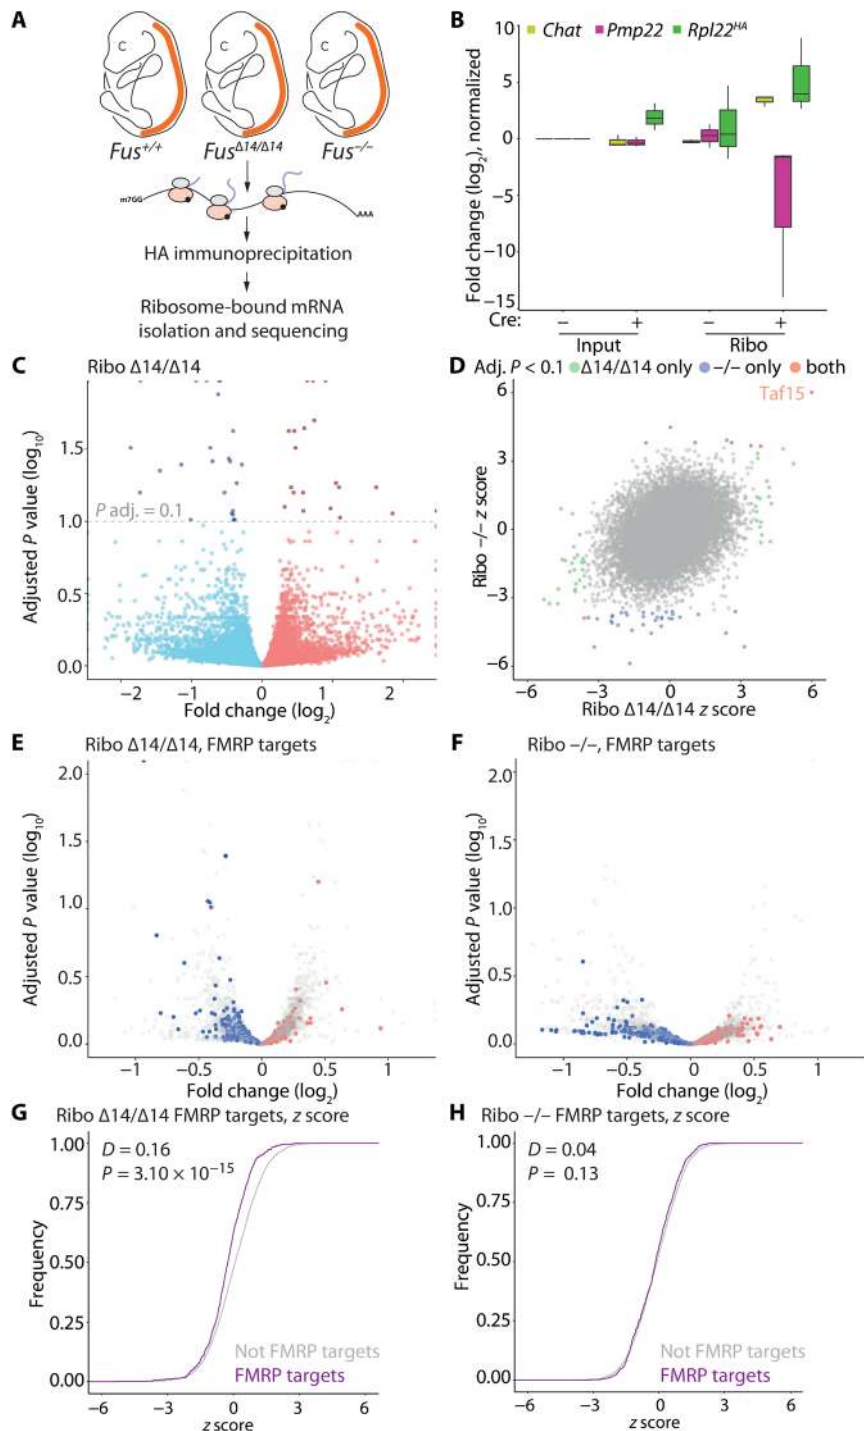 A
Fus+/+
FusΔ14/Δ14
Fus−/−
m7GG
AAA
HA immunoprecipitation
Ribosome-bound mRNA
isolation and sequencing
B
Chat Pmp22 Rpl22HA
Fold change (log2), normalized
10
5
0
−5
−10
−15
Cre: − + − +
Input Ribo
C Ribo Δ14/Δ14
Adjusted P value (log10)
1.5
P adj. = 0.1
1.0
0.5
0.0
−2 −1 0 1 2
Fold change (log2)
D Adj. P < 0.1 Δ14/Δ14 only −/− only both
Taf15
Ribo −/− z score
6
3
0
−3
−6
−6 −3 0 3 6
Ribo Δ14/Δ14 z score
E Ribo Δ14/Δ14, FMRP targets
Adjusted P value (log10)
2.0
1.5
1.0
0.5
0.0
−1 −0.5 0 0.5 1
Fold change (log2)
F Ribo −/−, FMRP targets
Adjusted P value (log10)
2.0
1.5
1.0
0.5
0.0
−1 −0.5 0 0.5 1
Fold change (log2)
G Ribo Δ14/Δ14 FMRP targets, z score
D = 0.16
P = 3.10 × 10−15
Frequency
1.00
0.75
0.50
0.25
0.00
Not FMRP targets
FMRP targets
−6 −3 0 3 6
z score
H Ribo −/− FMRP targets, z score
D = 0.04
P = 0.13
Frequency
1.00
0.75
0.50
0.25
0.00
Not FMRP targets
FMRP targets
−6 −3 0 3 6
z score